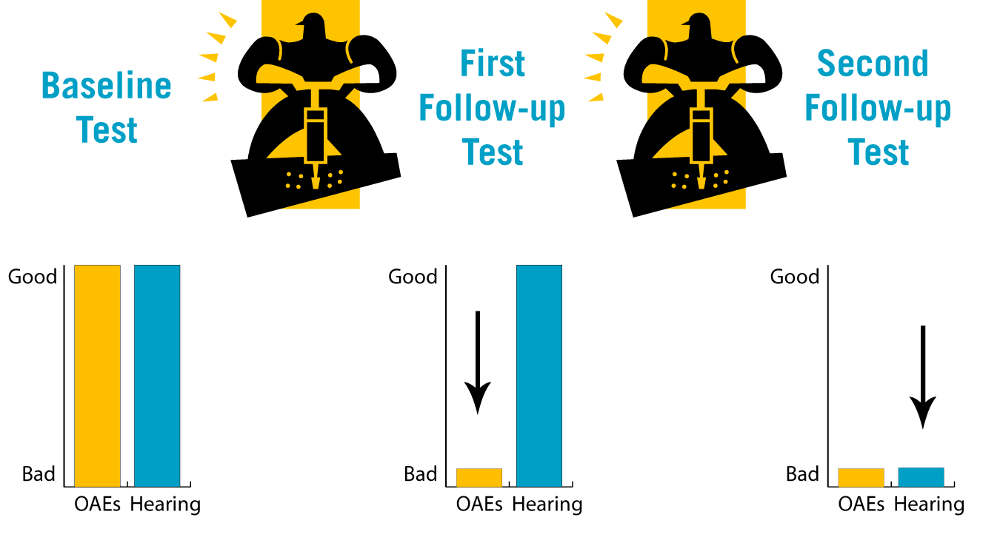 Baseline
Test
First
Follow-up
Test
Second
Follow-up
Test
Good
Bad
OAEs Hearing
Good
Bad
OAEs Hearing
Good
Bad
OAEs Hearing